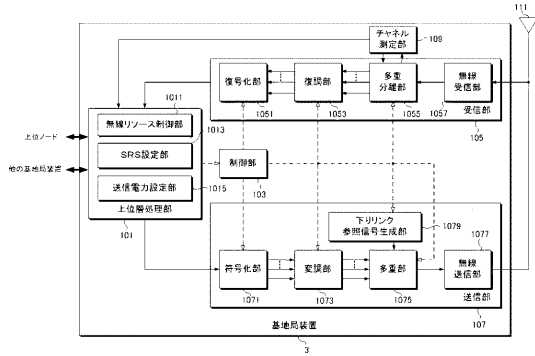 111
チャネル
測定部
109
復号化部
1051
復調部
1053
多重
分離部
1055
無線
受信部
1057
受信部
105
1011
無線リソース制御部
1013
SRS設定部
1015
送信電力設定部
上位層処理部
101
上位ノード
他の基地局装置
制御部
103
下りリンク
参照信号生成部
1079
符号化部
1071
変調部
1073
多重部
1075
1077
無線
送信部
送信部
107
基地局装置
3